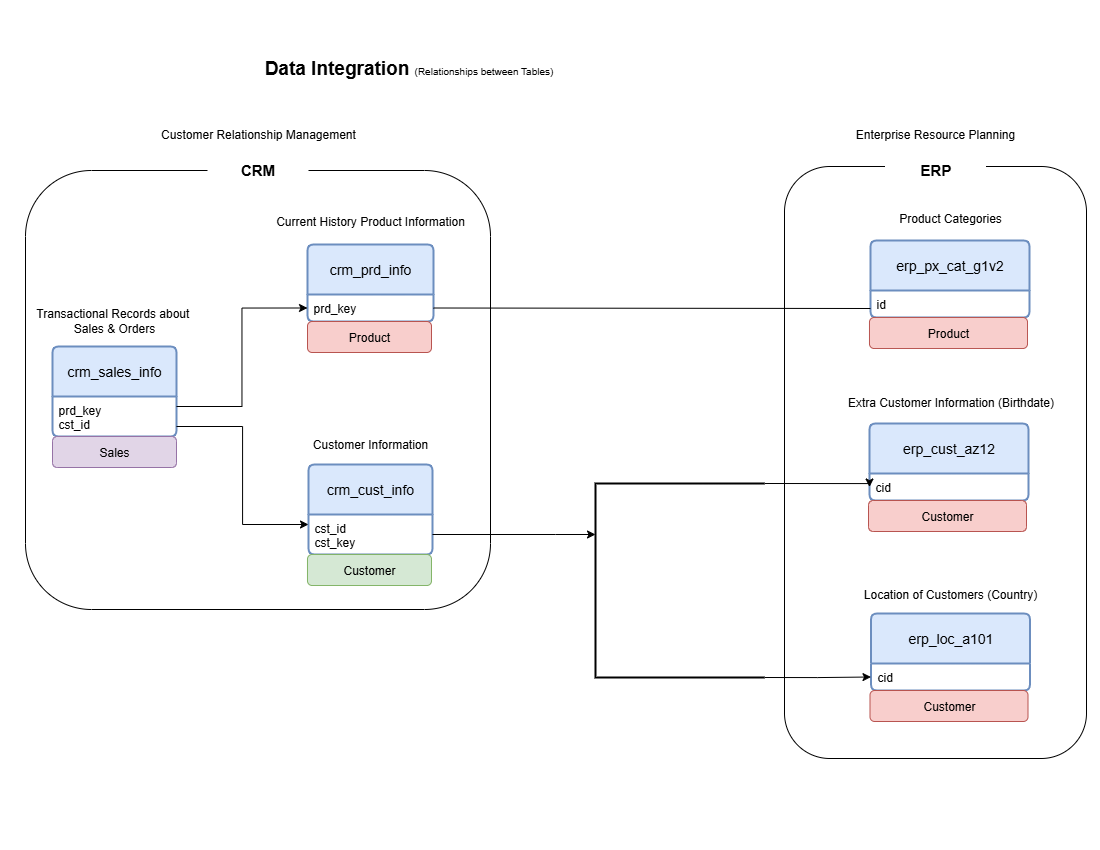 Data Integration (Relationships between Tables)
Customer Relationship Management
CRM
Current History Product Information
crm_prd_info
prd_key
Product
Transactional Records about
Sales & Orders
crm_sales_info
prd_key
cst_id
Sales
Customer Information
crm_cust_info
cst_id
cst_key
Customer
Enterprise Resource Planning
ERP
Product Categories
erp_px_cat_g1v2
id
Product
Extra Customer Information (Birthdate)
erp_cust_az12
cid
Customer
Location of Customers (Country)
erp_loc_a101
cid
Customer